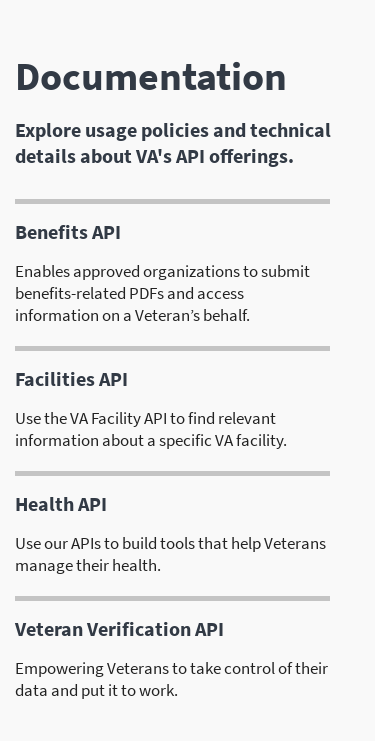 Documentation
Explore usage policies and technical
details about VA's API offerings.
Benefits API
Enables approved organizations to submit
benefits-related PDFs and access
information on a Veteran’s behalf.
Facilities API
Use the VA Facility API to find relevant
information about a specific VA facility.
Health API
Use our APIs to build tools that help Veterans
manage their health.
Veteran Verification API
Empowering Veterans to take control of their
data and put it to work.